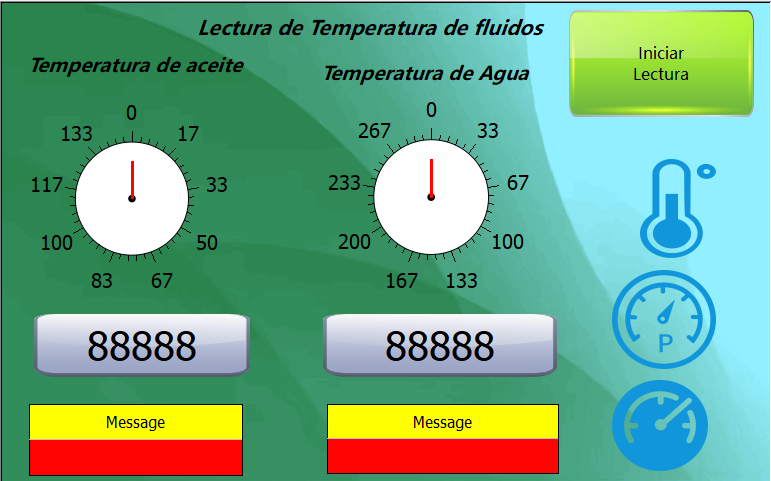 Lectura de Temperatura de fluidos
Iniciar
Lectura
Temperatura de aceite
Temperatura de Agua
0
133
17
117
33
100
50
83
67
0
267
33
233
67
200
100
167
133
P
88888
88888
Message
Message